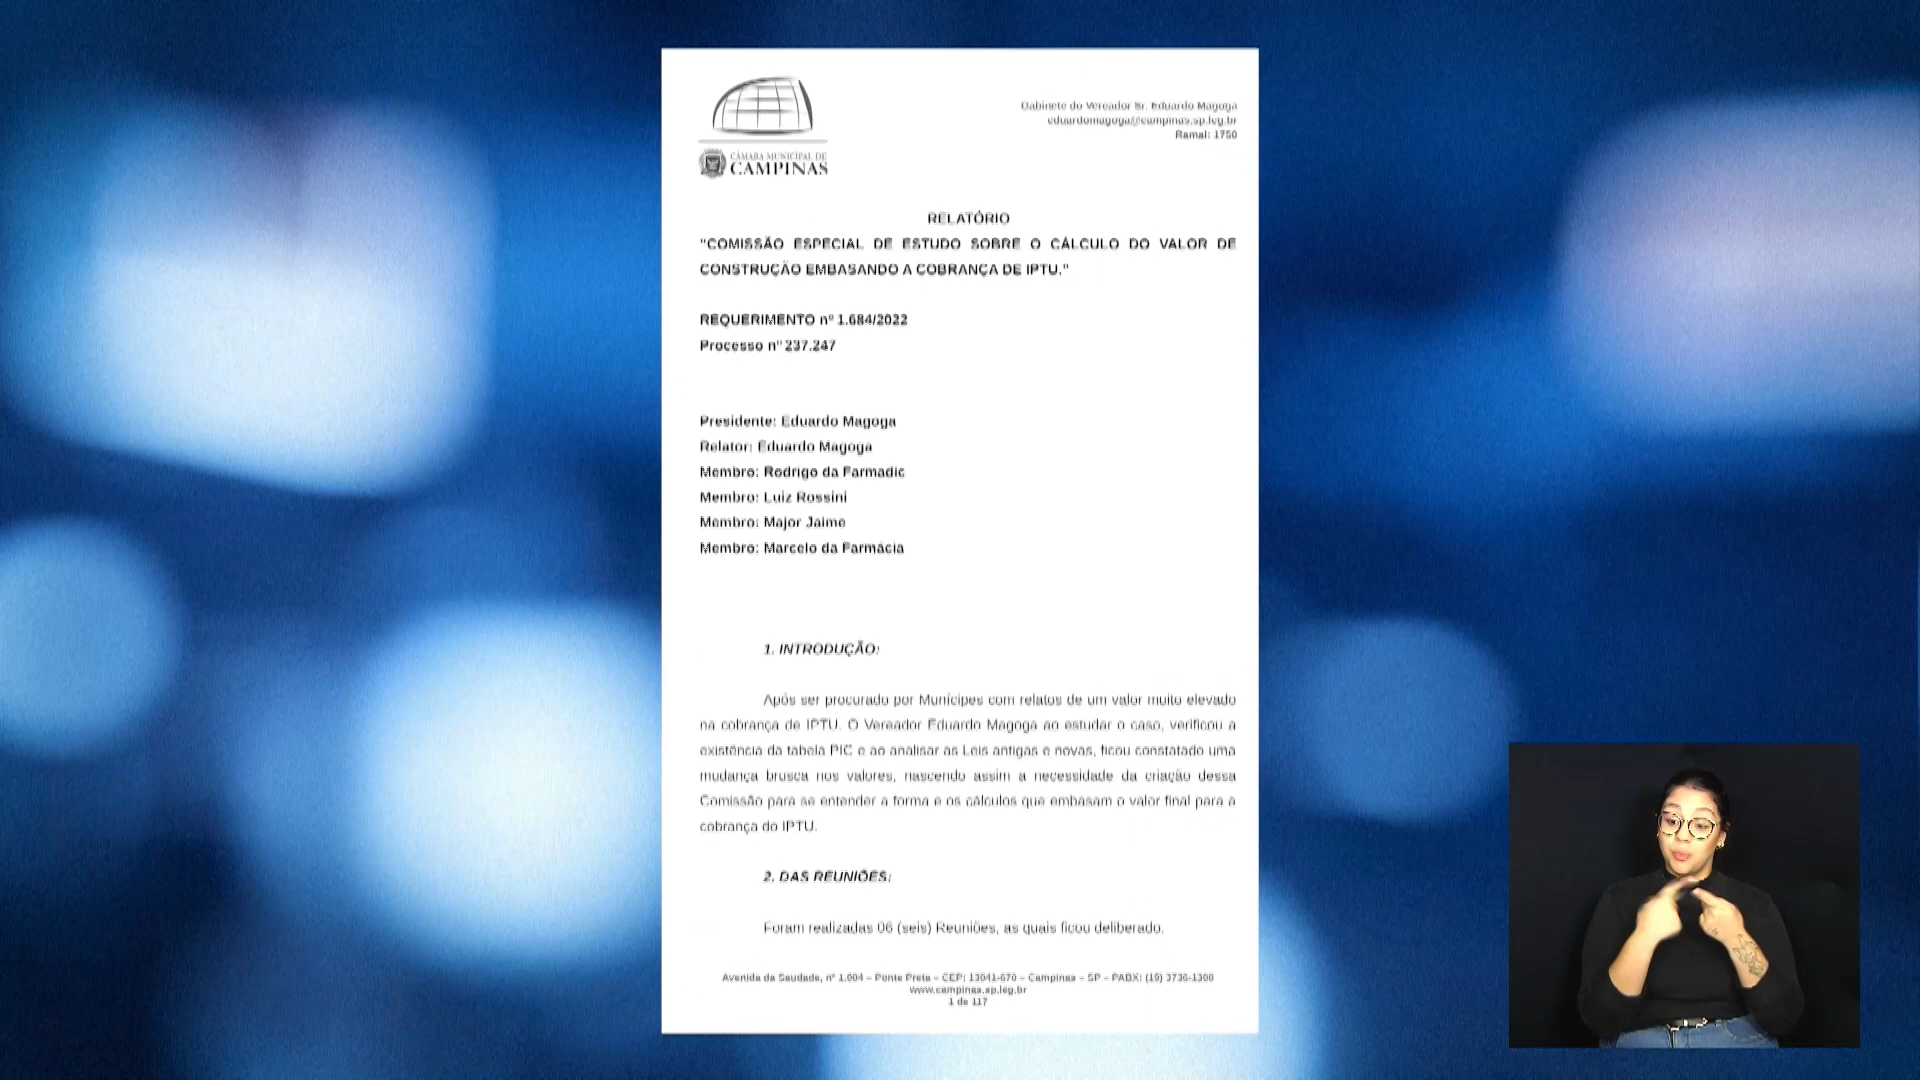 CÂMARA MUNICIPAL DE
CAMPINAS
Gabinete do Vereador Sr. Eduardo Magoga
eduardomagoga@campinas.sp.leg.br
Ramal: 1750
RELATÓRIO
"COMISSÃO ESPECIAL DE ESTUDO SOBRE O CÁLCULO DO VALOR DE
CONSTRUÇÃO EMBASANDO A COBRANÇA DE IPTU."
REQUERIMENTO nº 1.684/2022
Processo nº 237.247
Presidente: Eduardo Magoga
Relator: Eduardo Magoga
Membro: Rodrigo da Farmadic
Membro: Luiz Rossini
Membro: Major Jaime
Membro: Marcelo da Farmácia
1. INTRODUÇÃO:
Após ser procurado por Munícipes com relatos de um valor muito elevado
na cobrança de IPTU. O Vereador Eduardo Magoga ao estudar o caso, verificou a
existência da tabela PIC e ao analisar as Leis antigas e novas, ficou constatado uma
mudança brusca nos valores, nascendo assim a necessidade da criação dessa
Comissão para se entender a forma e os cálculos que embasam o valor final para a
cobrança do IPTU.
2. DAS REUNIÕES:
Foram realizadas 06 (seis) Reuniões, as quais ficou deliberado.
Avenida da Saudade, nº 1.004 – Ponte Preta – CEP: 13041-670 – Campinas – SP – PABX: (19) 3736-1300
www.campinas.sp.leg.br
1 de 117